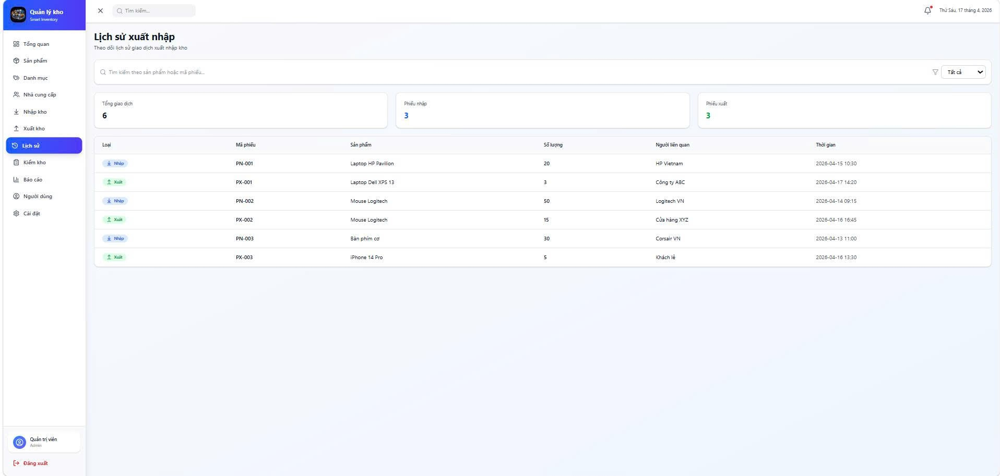 Quản lý kho
Smart Inventory
Tìm kiếm...
Thứ Sáu, 17 tháng 4, 2026
Tổng quan
Sản phẩm
Danh mục
Nhà cung cấp
Nhập kho
Xuất kho
Lịch sử
Kiểm kho
Báo cáo
Người dùng
Cài đặt
Quản trị viên
Admin
Đăng xuất
Lịch sử xuất nhập
Theo dõi lịch sử giao dịch xuất nhập kho
Tìm kiếm theo sản phẩm hoặc mã phiếu...
Tất cả
Tổng giao dịch
6
Phiếu nhập
3
Phiếu xuất
3
Loại Mã phiếu Sản phẩm Số lượng Người liên quan Thời gian
Nhập PN-001 Laptop HP Pavilion 20 HP Vietnam 2026-04-15 10:30
Xuất PX-001 Laptop Dell XPS 13 3 Công ty ABC 2026-04-17 14:20
Nhập PN-002 Mouse Logitech 50 Logitech VN 2026-04-14 09:15
Xuất PX-002 Mouse Logitech 15 Cửa hàng XYZ 2026-04-16 16:45
Nhập PN-003 Bàn phím cơ 30 Corsair VN 2026-04-13 11:00
Xuất PX-003 iPhone 14 Pro 5 Khách lẻ 2026-04-16 13:30